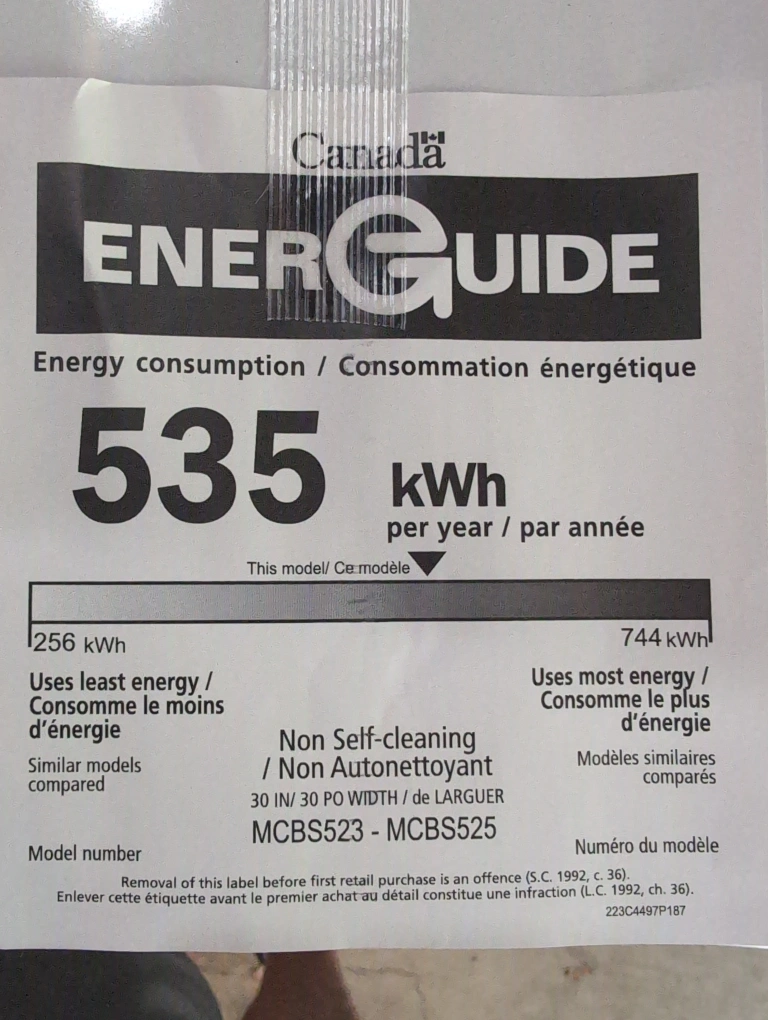 Canada
ENERGUIDE
Energy consumption / Consommation énergétique
535 kWh
per year / par année
This model/ Ce modèle
256 kWh
744 kWh
Uses least energy /
Consomme le moins
d'énergie
Similar models
compared
Uses most energy /
Consomme le plus
d'énergie
Modèles similaires
comparés
Non Self-cleaning
/ Non Autonettoyant
30 IN/ 30 PO WIDTH / de LARGUER
MCBS523 - MCBS525
Model number
Numéro du modèle
Removal of this label before first retail purchase is an offence (S.C. 1992, c. 36).
Enlever cette étiquette avant le premier achat au détail constitue une infraction (L.C. 1992, ch. 36).
223C4497P187